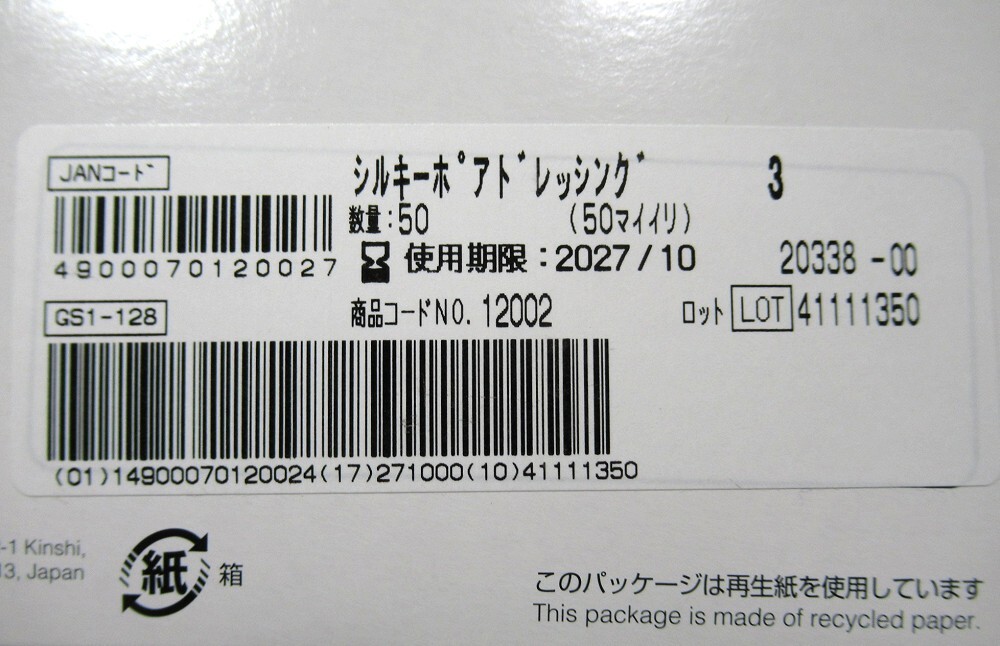 JANコード
シルキーポアドレッシング 3
4900070120027
数量:50 (50マイイリ)
使用期限:2027/10 20338-00
商品コードNO.12002 ロット LOT 41111350
GS1-128
(01)14900070120024(17)271000(10)41111350
-1 Kinshi,
13, Japan
紙 箱
このパッケージは再生紙を使用しています
This package is made of recycled paper.